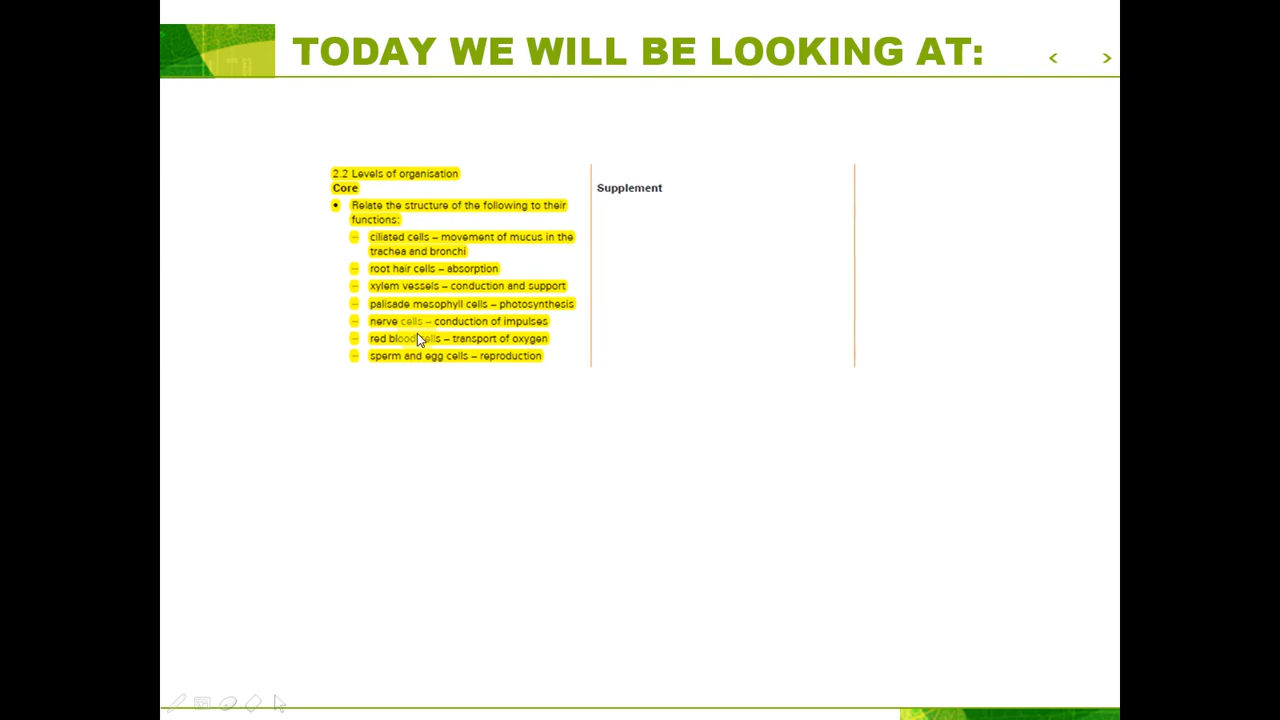 TODAY WE WILL BE LOOKING AT:
2.2 Levels of organisation
Core
• Relate the structure of the following to their
functions:
– ciliated cells – movement of mucus in the
trachea and bronchi
– root hair cells – absorption
– xylem vessels – conduction and support
– palisade mesophyll cells – photosynthesis
– nerve cells – conduction of impulses
– red blood cells – transport of oxygen
– sperm and egg cells – reproduction
Supplement